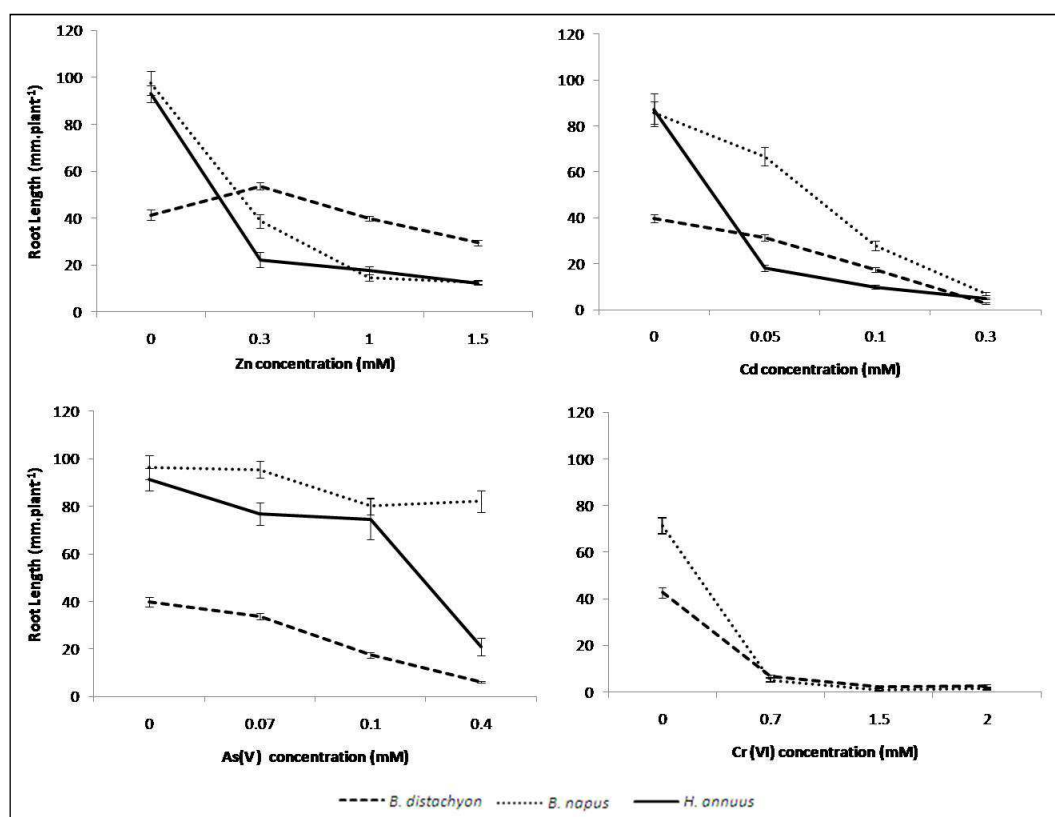 120
100
80
60
40
20
0
Root Length (mm.plant-1)
0 0.3 1 1.5
Zn concentration (mM)
120
100
80
60
40
20
0
0 0.05 0.1 0.3
Cd concentration (mM)
120
100
80
60
40
20
0
Root Length (mm.plant-1)
0 0.07 0.1 0.4
As(V) concentration (mM)
120
100
80
60
40
20
0
0 0.7 1.5 2
Cr (VI) concentration (mM)
B. distachyon B. napus H. annuus